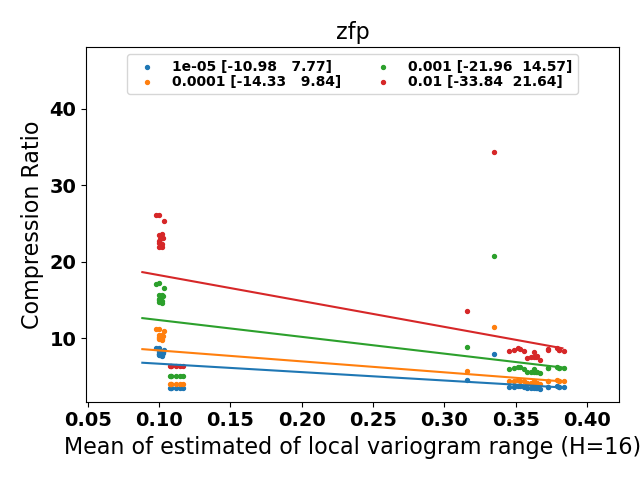 zfp
1e-05 [-10.98   7.77]
0.0001 [-14.33   9.84]
0.001 [-21.96  14.57]
0.01 [-33.84  21.64]
Compression Ratio
40
30
20
10
0.05 0.10 0.15 0.20 0.25 0.30 0.35 0.40
Mean of estimated of local variogram range (H=16)